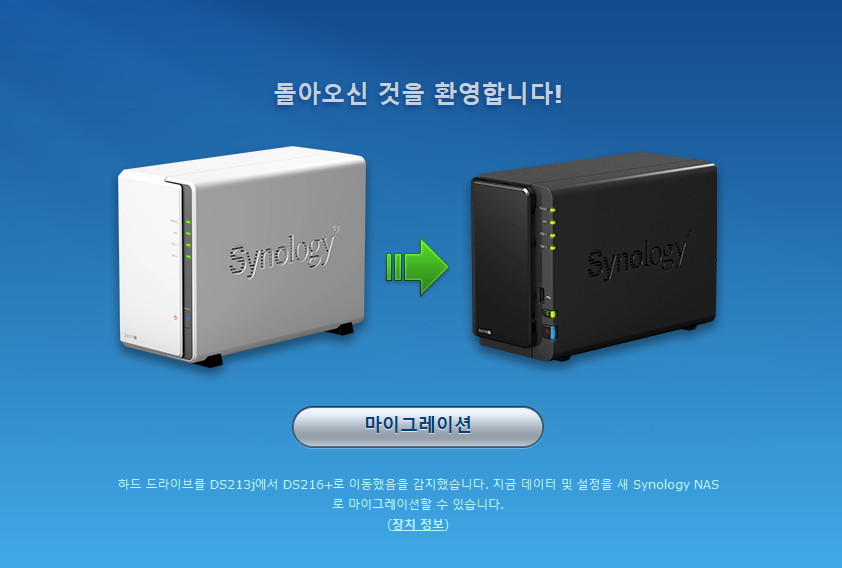 돌아오신 것을 환영합니다!
Synology
Synology
마이그레이션
하드 드라이브를 DS213j에서 DS216+로 이동했음을 감지했습니다. 지금 데이터 및 설정을 새 Synology NAS
로 마이그레이션할 수 있습니다.
(장치 정보)